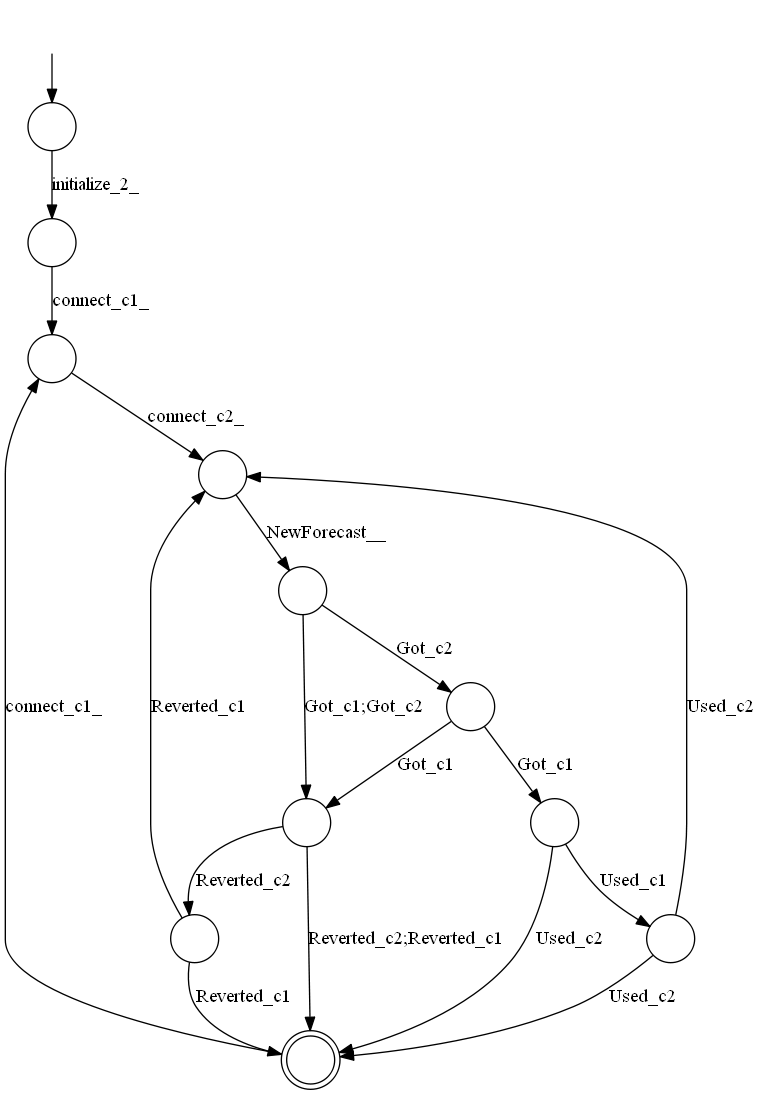 initialize_2_
connect_c1_
connect_c2_
NewForecast__
Got_c2
connect_c1_
Reverted_c1
Got_c1;Got_c2
Used_c2
Got_c1
Got_c1
Reverted_c2
Used_c1
Reverted_c2;Reverted_c1
Used_c2
Reverted_c1
Used_c2